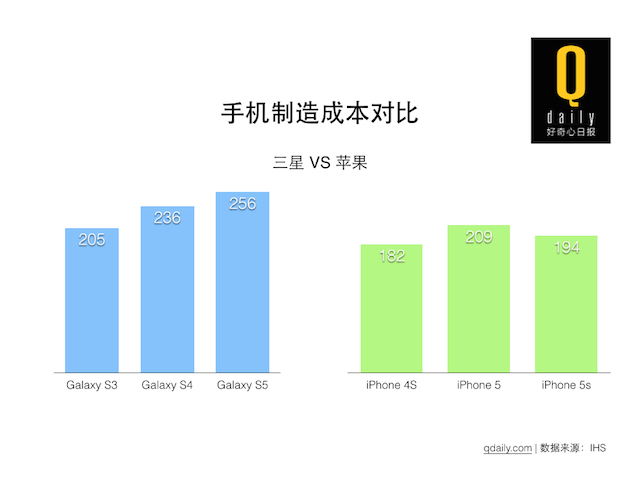 Q
daily
好奇心日报
手机制造成本对比
三星 VS 苹果
205
236
256
182
209
194
Galaxy S3
Galaxy S4
Galaxy S5
iPhone 4S
iPhone 5
iPhone 5s
qdaily.com | 数据来源：IHS